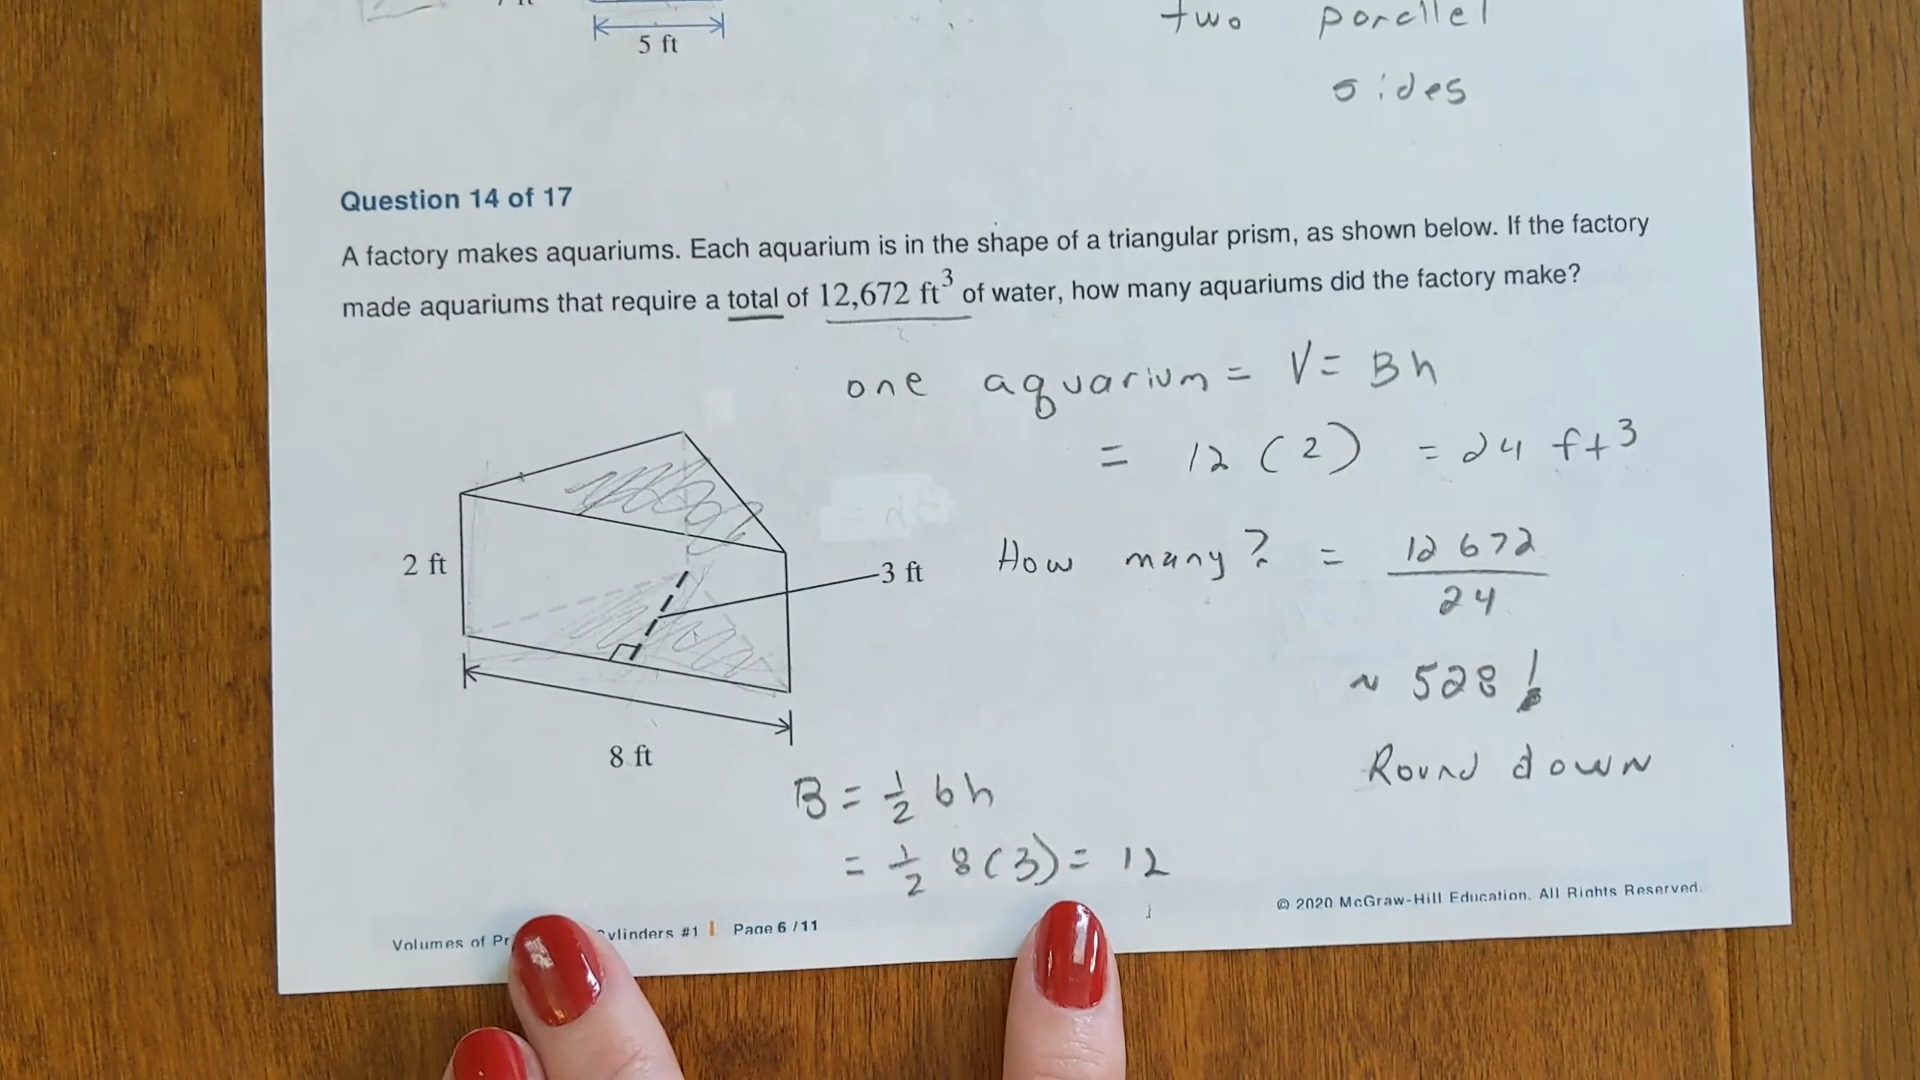 5 ft
two parallel
sides
Question 14 of 17
A factory makes aquariums. Each aquarium is in the shape of a triangular prism, as shown below. If the factory
made aquariums that require a total of 12,672 ft³ of water, how many aquariums did the factory make?
one aquarium = V = Bh
= 12 (2) = 24 ft³
2 ft
3 ft
How many? = 12672/24
~ 528!
8 ft
Round down
B = 1/2 bh
= 1/2 8(3) = 12
Volumes of Pr ylinders #1 | Page 6 / 11
© 2020 McGraw-Hill Education. All Rights Reserved.